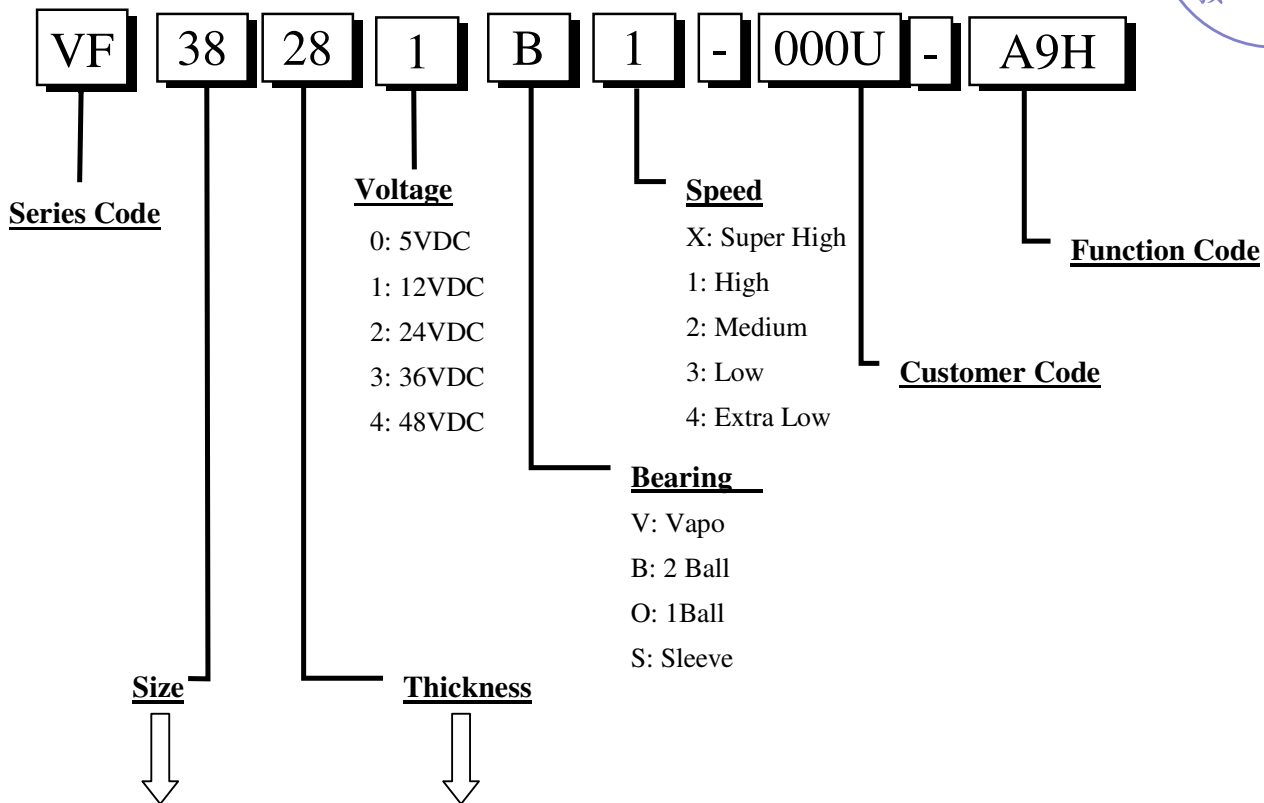 VF 38 28 1 B 1 - 000U - A9H
Series Code
Voltage
0: 5VDC
1: 12VDC
2: 24VDC
3: 36VDC
4: 48VDC
Speed
X: Super High
1: High
2: Medium
3: Low
4: Extra Low
Function Code
Customer Code
Bearing
V: Vapo
B: 2 Ball
O: 1Ball
S: Sleeve
Size
Thickness